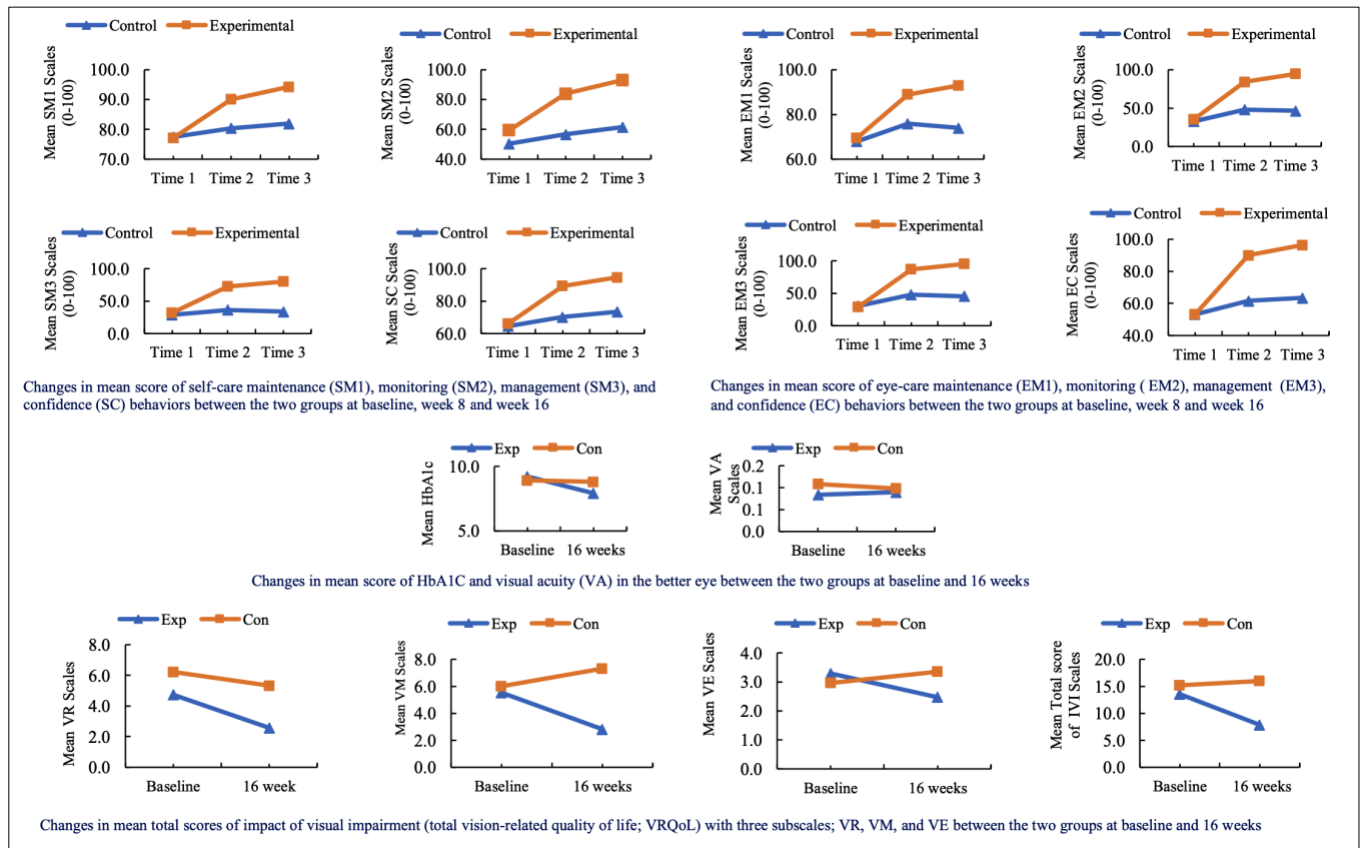 Control Experimental
Mean SM1 Scales
(0-100)
100.0
90.0
80.0
70.0
Time 1 Time 2 Time 3
Control Experimental
Mean SM2 Scales
(0-100)
100.0
80.0
60.0
40.0
Time 1 Time 2 Time 3
Control Experimental
Mean EM1 Scales
(0-100)
100.0
80.0
60.0
Time 1 Time 2 Time 3
Control Experimental
Mean EM2 Scales
(0-100)
100.0
50.0
0.0
Time 1 Time 2 Time 3
Control Experimental
Mean SM3 Scales
(0-100)
100.0
50.0
0.0
Time 1 Time 2 Time 3
Control Experimental
Mean SC Scales
(0-100)
100.0
80.0
60.0
Time 1 Time 2 Time 3
Control Experimental
Mean EM3 Scales
(0-100)
100.0
50.0
0.0
Time 1 Time 2 Time 3
Control Experimental
Mean EC Scales
(0-100)
100.0
80.0
60.0
40.0
Time 1 Time 2 Time 3
Changes in mean score of self-care maintenance (SM1), monitoring (SM2), management (SM3), and
confidence (SC) behaviors between the two groups at baseline, week 8 and week 16
Changes in mean score of eye-care maintenance (EM1), monitoring ( EM2), management (EM3),
and confidence (EC) behaviors between the two groups at baseline, week 8 and week 16
Exp Con
Mean HbA1c
10.0
5.0
Baseline 16 weeks
Exp Con
Mean VA
Scales
0.2
0.1
0.1
0.0
Baseline 16 weeks
Changes in mean score of HbA1C and visual acuity (VA) in the better eye between the two groups at baseline and 16 weeks
Exp Con
Mean VR Scales
8.0
6.0
4.0
2.0
0.0
Baseline 16 week
Exp Con
Mean VM Scales
8.0
6.0
4.0
2.0
0.0
Baseline 16 weeks
Exp Con
Mean VE Scales
4.0
3.0
2.0
1.0
0.0
Baseline 16 weeks
Exp Con
Mean Total score
of IVI Scales
20.0
15.0
10.0
5.0
0.0
Baseline 16 weeks
Changes in mean total scores of impact of visual impairment (total vision-related quality of life; VRQoL) with three subscales; VR, VM, and VE between the two groups at baseline and 16 weeks